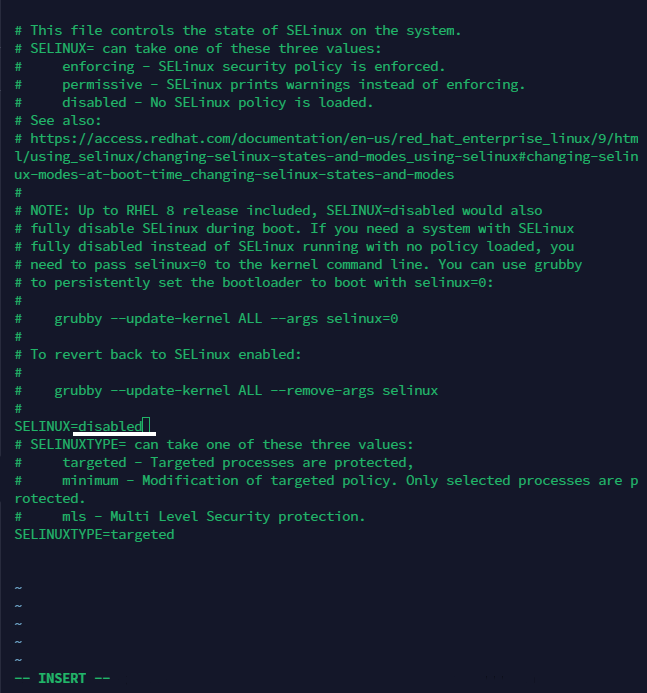 # This file controls the state of SELinux on the system.
# SELINUX= can take one of these three values:
#     enforcing - SELinux security policy is enforced.
#     permissive - SELinux prints warnings instead of enforcing.
#     disabled - No SELinux policy is loaded.
# See also:
# https://access.redhat.com/documentation/en-us/red_hat_enterprise_linux/9/htm
l/using_selinux/changing-selinux-states-and-modes_using-selinux#changing-selin
ux-modes-at-boot-time_changing-selinux-states-and-modes
#
# NOTE: Up to RHEL 8 release included, SELINUX=disabled would also
# fully disable SELinux during boot. If you need a system with SELinux
# fully disabled instead of SELinux running with no policy loaded, you
# need to pass selinux=0 to the kernel command line. You can use grubby
# to persistently set the bootloader to boot with selinux=0:
#
#    grubby --update-kernel ALL --args selinux=0
#
# To revert back to SELinux enabled:
#
#    grubby --update-kernel ALL --remove-args selinux
#
SELINUX=disabled
# SELINUXTYPE= can take one of these three values:
#     targeted - Targeted processes are protected,
#     minimum - Modification of targeted policy. Only selected processes are p
rotected.
#     mls - Multi Level Security protection.
SELINUXTYPE=targeted
~
~
~
~
~
-- INSERT --